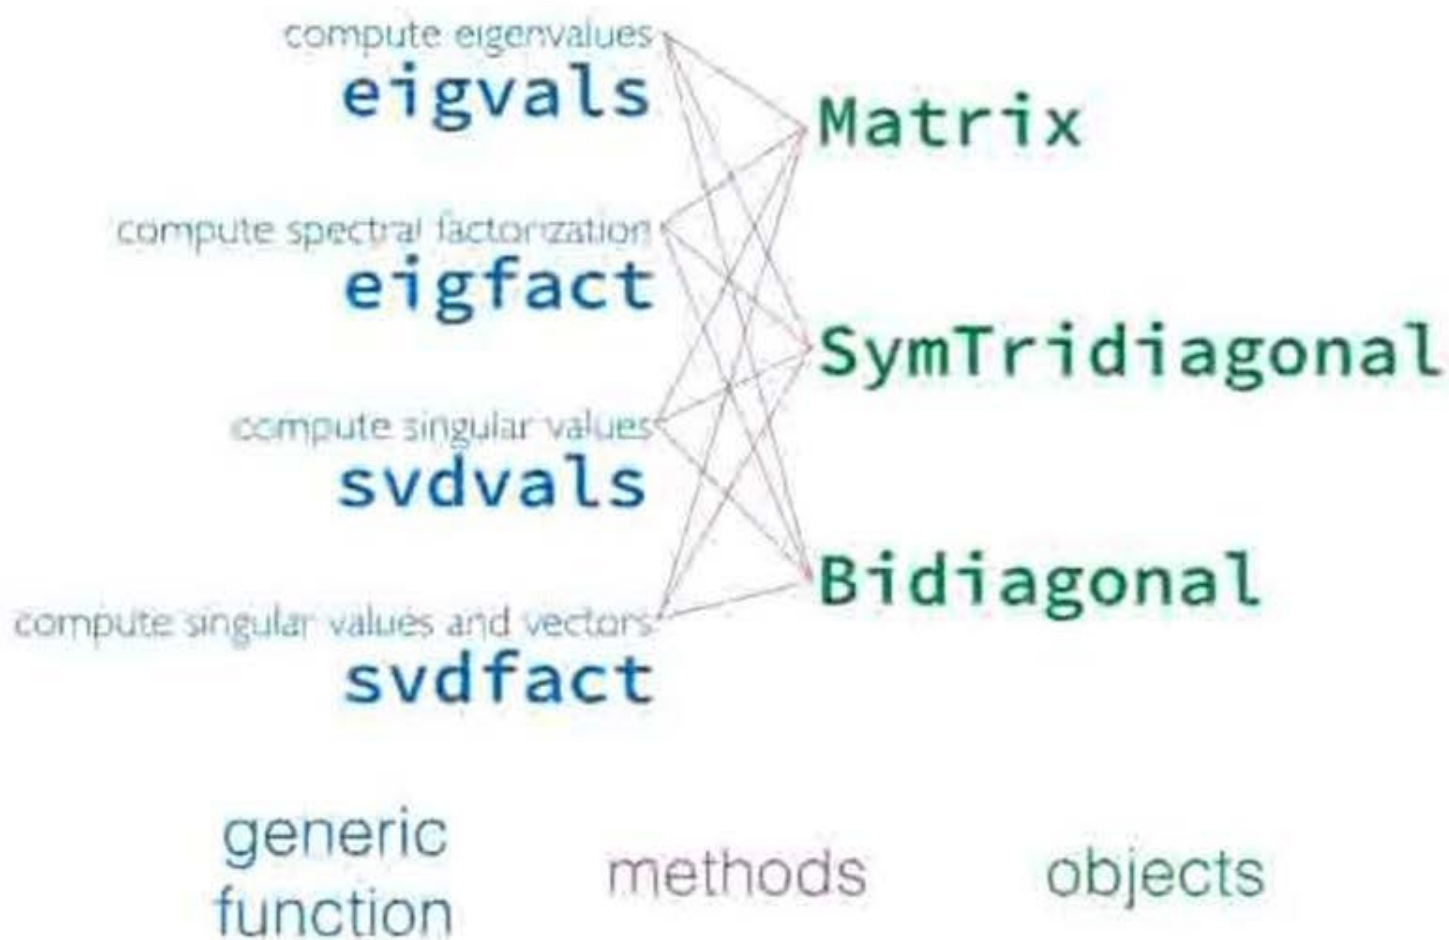 compute eigenvalues
eigvals
compute spectral factorization
eigfact
compute singular values
svdvals
compute singular values and vectors
svdfact
Matrix
SymTridiagonal
Bidiagonal
generic
function
methods
objects